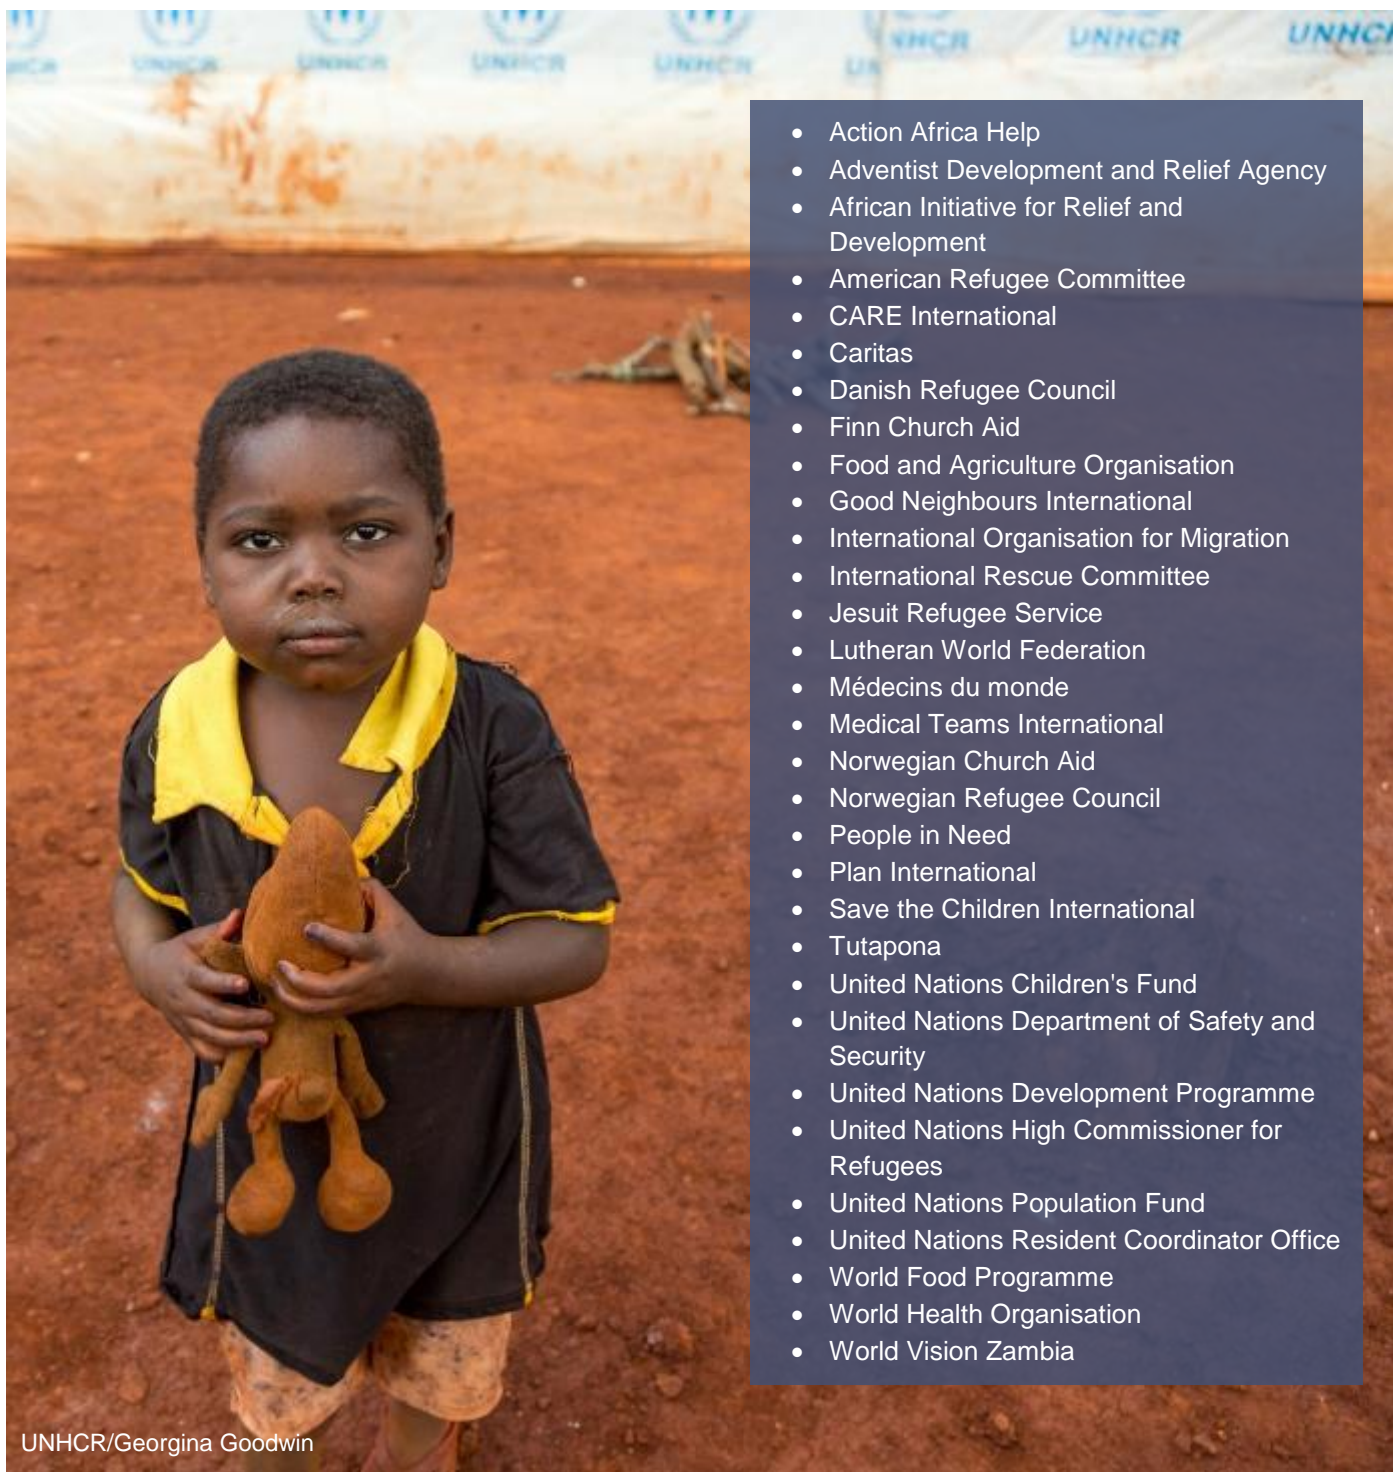 UNHCR UNHCR UNHCR UNHCR UNHCR UNHCR
• Action Africa Help
• Adventist Development and Relief Agency
• African Initiative for Relief and
Development
• American Refugee Committee
• CARE International
• Caritas
• Danish Refugee Council
• Finn Church Aid
• Food and Agriculture Organisation
• Good Neighbours International
• International Organisation for Migration
• International Rescue Committee
• Jesuit Refugee Service
• Lutheran World Federation
• Médecins du monde
• Medical Teams International
• Norwegian Church Aid
• Norwegian Refugee Council
• People in Need
• Plan International
• Save the Children International
• Tutapona
• United Nations Children's Fund
• United Nations Department of Safety and
Security
• United Nations Development Programme
• United Nations High Commissioner for
Refugees
• United Nations Population Fund
• United Nations Resident Coordinator Office
• World Food Programme
• World Health Organisation
• World Vision Zambia
UNHCR/Georgina Goodwin